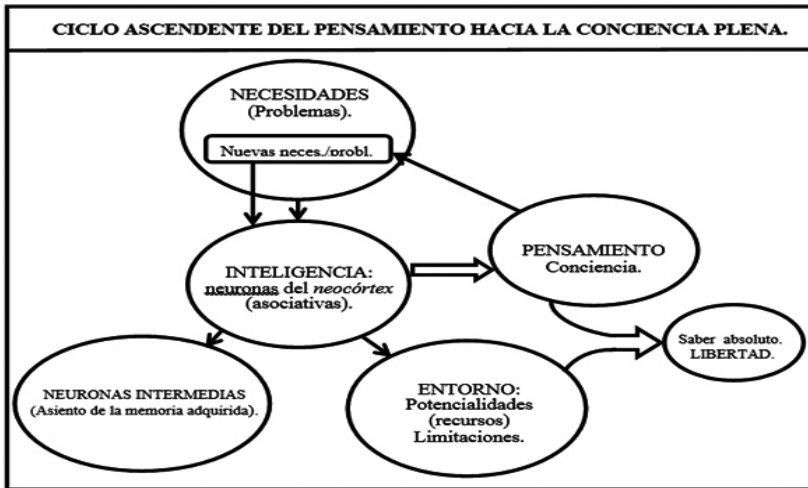 CICLO ASCENDENTE DEL PENSAMIENTO HACIA LA CONCIENCIA PLENA.
NECESIDADES
(Problemas).
Nuevas neces./probl.
INTELIGENCIA:
neuronas del neocórtex
(asociativas).
PENSAMIENTO
Conciencia.
Saber absoluto.
LIBERTAD.
NEURONAS INTERMEDIAS
(Asiento de la memoria adquirida).
ENTORNO:
Potencialidades
(recursos)
Limitaciones.